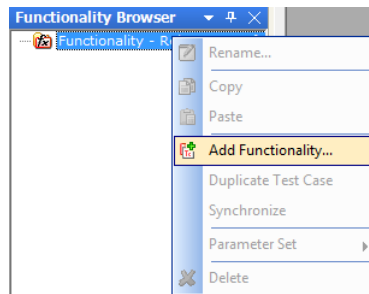 Functionality Browser
Functionality - R
Rename...
Copy
Paste
Add Functionality...
Duplicate Test Case
Synchronize
Parameter Set
Delete